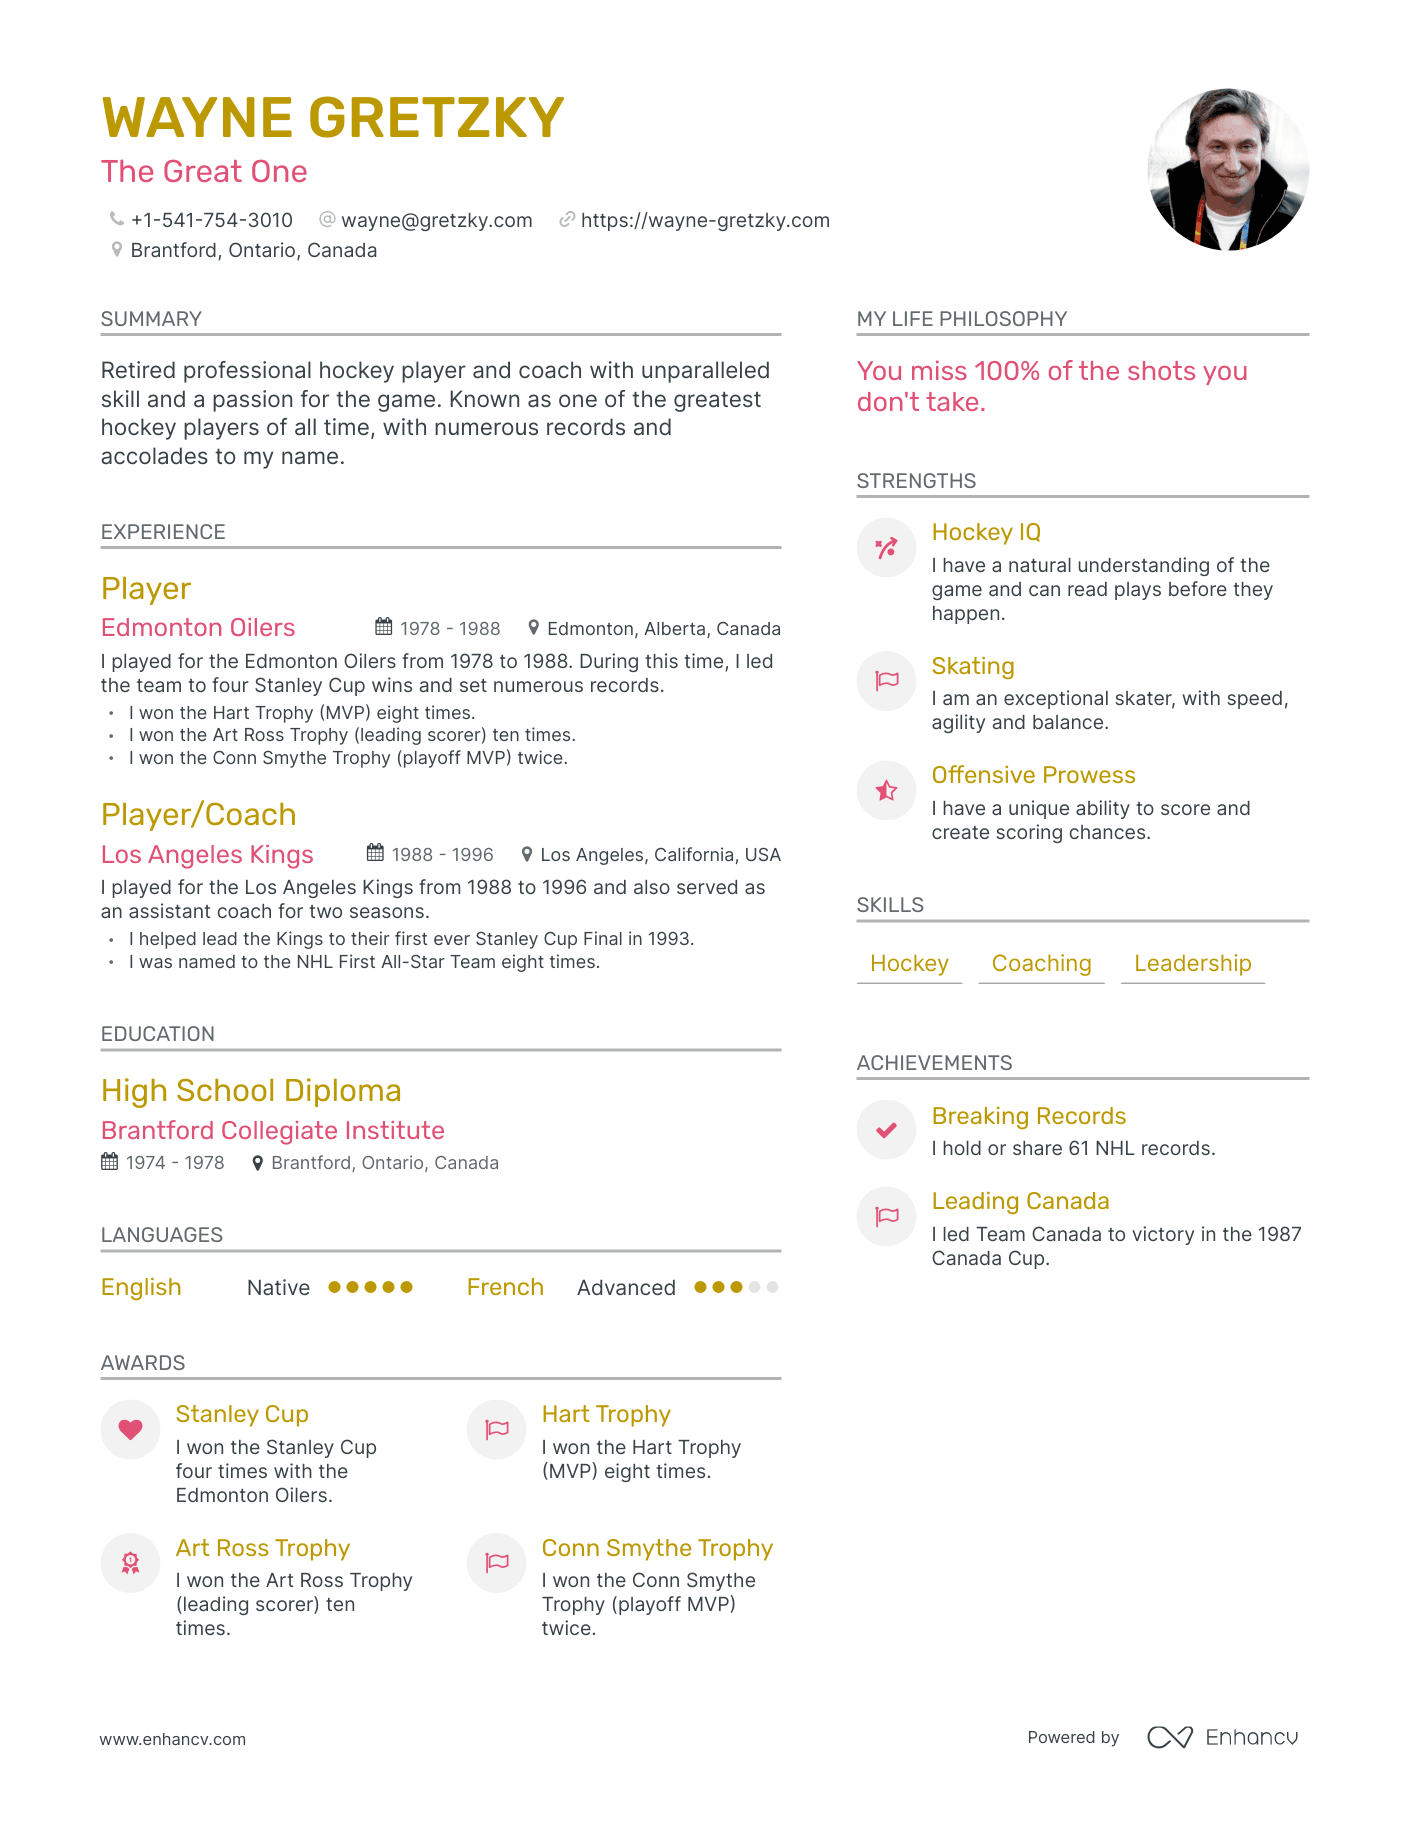 WAYNE GRETZKY
The Great One
+1-541-754-3010 wayne@gretzky.com https://wayne-gretzky.com
Brantford, Ontario, Canada
SUMMARY
Retired professional hockey player and coach with unparalleled
skill and a passion for the game. Known as one of the greatest
hockey players of all time, with numerous records and
accolades to my name.
EXPERIENCE
Player
Edmonton Oilers 1978 - 1988 Edmonton, Alberta, Canada
I played for the Edmonton Oilers from 1978 to 1988. During this time, I led
the team to four Stanley Cup wins and set numerous records.
• I won the Hart Trophy (MVP) eight times.
• I won the Art Ross Trophy (leading scorer) ten times.
• I won the Conn Smythe Trophy (playoff MVP) twice.
Player/Coach
Los Angeles Kings 1988 - 1996 Los Angeles, California, USA
I played for the Los Angeles Kings from 1988 to 1996 and also served as
an assistant coach for two seasons.
• I helped lead the Kings to their first ever Stanley Cup Final in 1993.
• I was named to the NHL First All-Star Team eight times.
EDUCATION
High School Diploma
Brantford Collegiate Institute
1974 - 1978 Brantford, Ontario, Canada
LANGUAGES
English Native French Advanced
AWARDS
Stanley Cup
I won the Stanley Cup
four times with the
Edmonton Oilers.
Hart Trophy
I won the Hart Trophy
(MVP) eight times.
Art Ross Trophy
I won the Art Ross Trophy
(leading scorer) ten
times.
Conn Smythe Trophy
I won the Conn Smythe
Trophy (playoff MVP)
twice.
MY LIFE PHILOSOPHY
You miss 100% of the shots you
don't take.
STRENGTHS
Hockey IQ
I have a natural understanding of the
game and can read plays before they
happen.
Skating
I am an exceptional skater, with speed,
agility and balance.
Offensive Prowess
I have a unique ability to score and
create scoring chances.
SKILLS
Hockey Coaching Leadership
ACHIEVEMENTS
Breaking Records
I hold or share 61 NHL records.
Leading Canada
I led Team Canada to victory in the 1987
Canada Cup.
www.enhancv.com
Powered by Enhancv